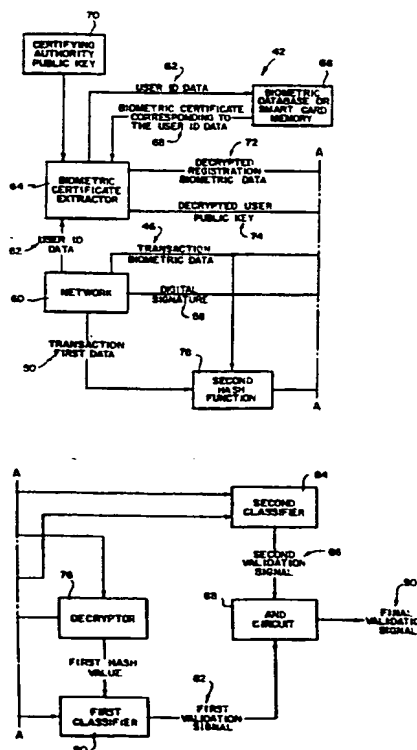 70
CERTIFYING
AUTHORITY
PUBLIC KEY
62
42
66
USER ID DATA
BIOMETRIC
DATABASE OR
SMART CARD
MEMORY
BIOMETRIC CERTIFICATE
CORRESPONDING TO
THE USER ID DATA
68
72
A
64
BIOMETRIC
CERTIFICATE
EXTRACTOR
DECRYPTED
REGISTRATION
BIOMETRIC DATA
DECRYPTED USER
PUBLIC KEY
74
62
USER ID
DATA
46
TRANSACTION
BIOMETRIC DATA
60
NETWORK
DIGITAL
SIGNATURE
58
50
TRANSACTION
FIRST DATA
78
SECOND
HASH
FUNCTION
A
A
84
SECOND
CLASSIFIER
SECOND
VALIDATION
SIGNAL
86
76
DECRYPTOR
88
AND
CIRCUIT
90
FINAL
VALIDATION
SIGNAL
FIRST HASH
VALUE
82
A
FIRST
CLASSIFIER
FIRST
VALIDATION
SIGNAL
80